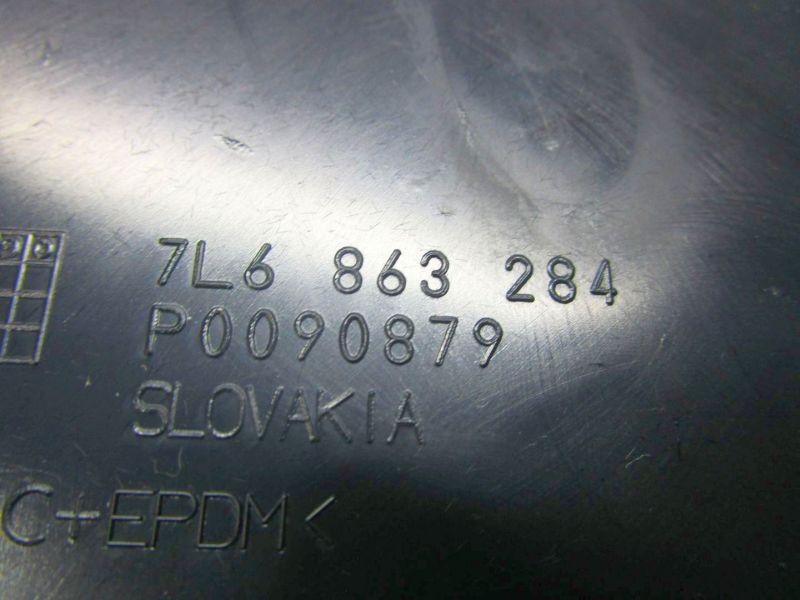 7L6 863 284
P0090879
SLOVAKIA
C+EPDM<